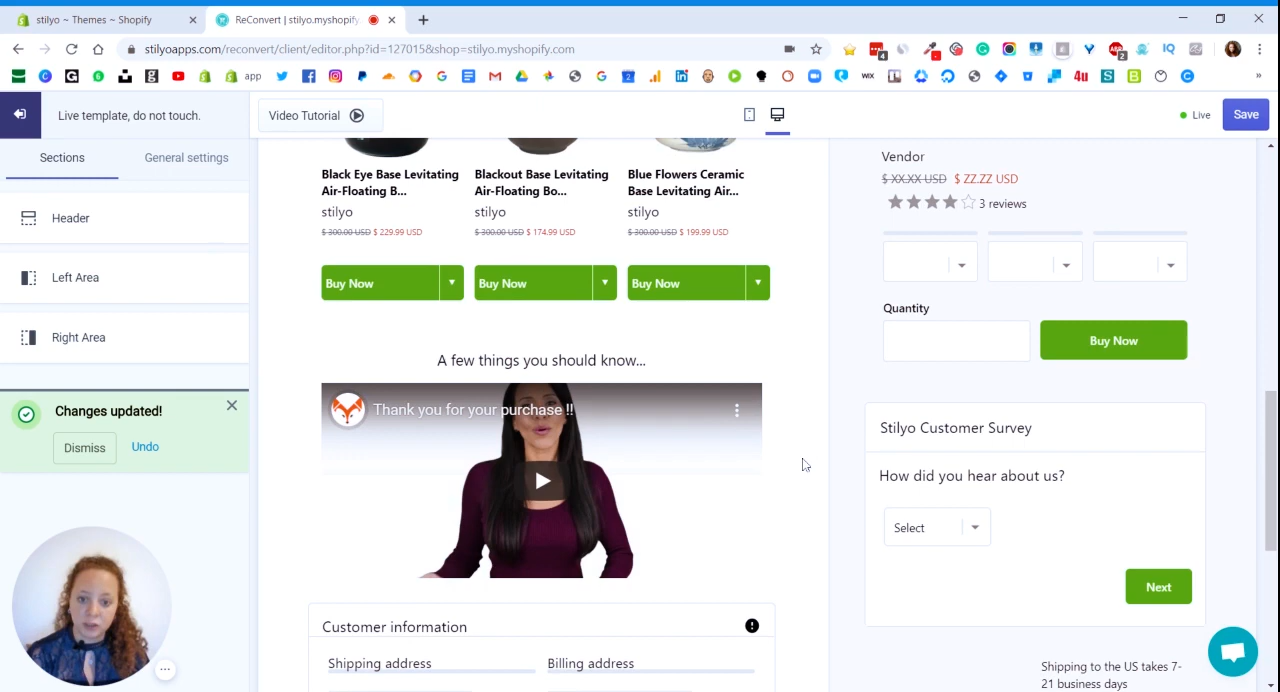 stilyo ~ Themes ~ Shopify
ReConvert | stilyo.myshopify.
stilyoapps.com/reconvert/client/editor.php?id=127015&shop=stilyo.myshopify.com
app
WIX
4u
Live template, do not touch.
Video Tutorial
Live
Save
Sections
General settings
Header
Left Area
Right Area
Changes updated!
Dismiss
Undo
Black Eye Base Levitating
Air-Floating B...
stilyo
$ 300.00 USD $ 229.99 USD
Buy Now
Blackout Base Levitating
Air-Floating Bo...
stilyo
$ 300.00 USD $ 174.99 USD
Buy Now
Blue Flowers Ceramic
Base Levitating Air...
stilyo
$ 300.00 USD $ 199.99 USD
Buy Now
A few things you should know...
Thank you for your purchase !!
Customer information
Shipping address
Billing address
Vendor
$ XX.XX USD $ ZZ.ZZ USD
3 reviews
Quantity
Buy Now
Stilyo Customer Survey
How did you hear about us?
Select
Next
Shipping to the US takes 7-
21 business days